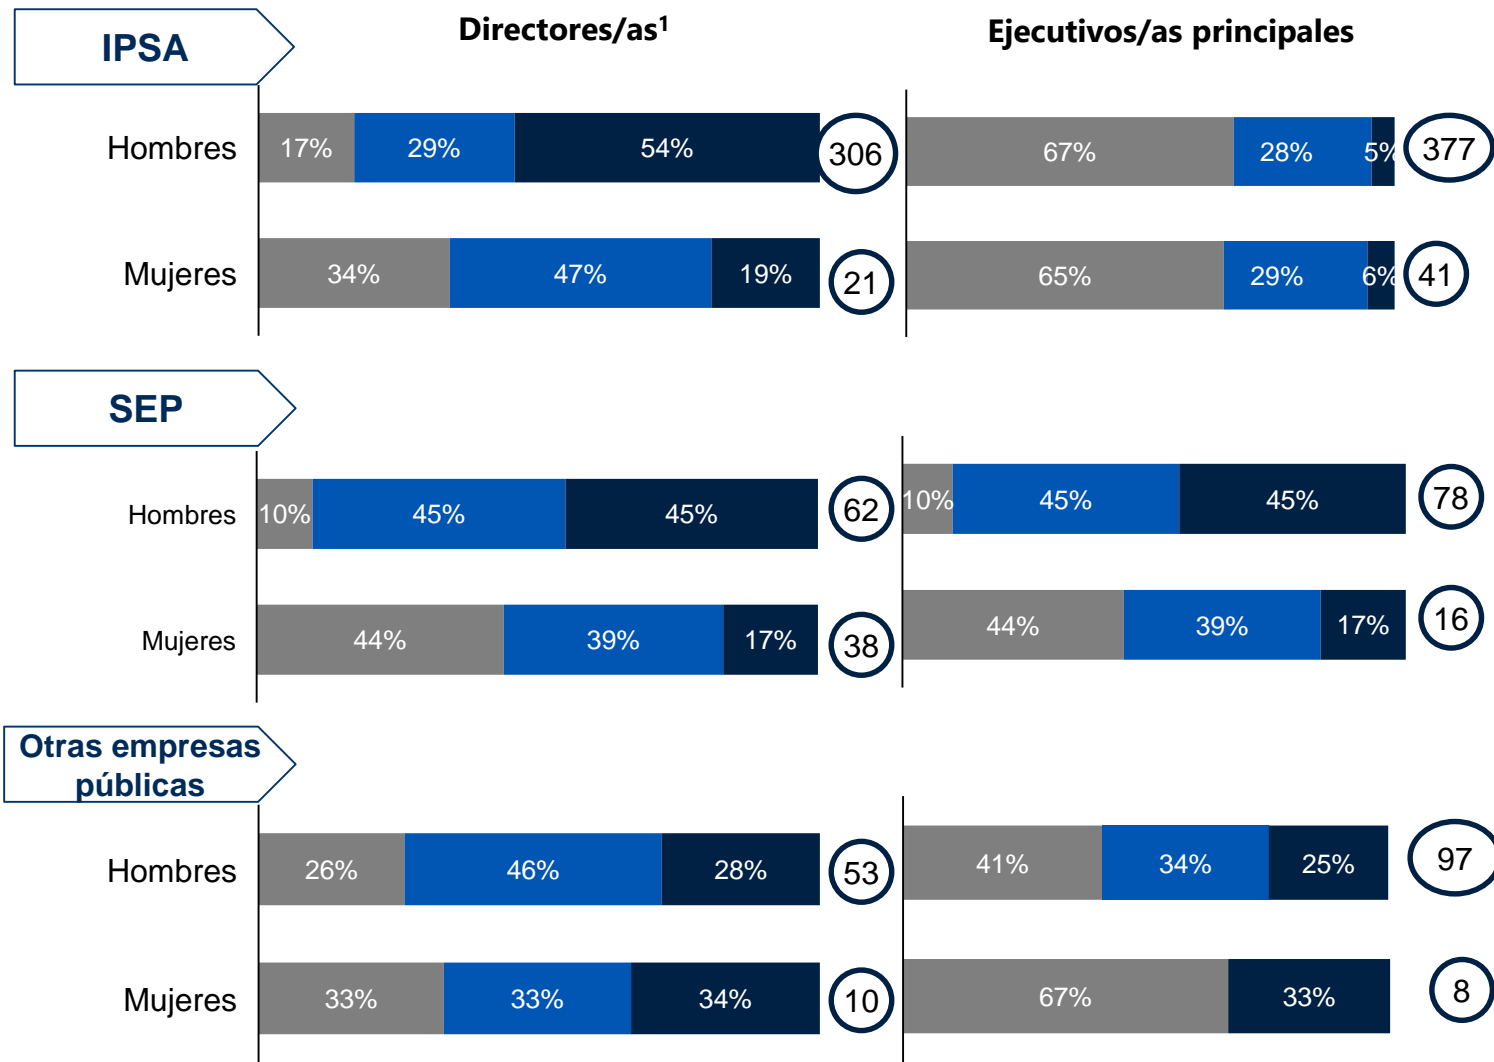 IPSA
Directores/as¹
Ejecutivos/as principales
Hombres
17% 29% 54% 306
67% 28% 5% 377
Mujeres
34% 47% 19% 21
65% 29% 6% 41
SEP
Hombres
10% 45% 45% 62
10% 45% 45% 78
Mujeres
44% 39% 17% 38
44% 39% 17% 16
Otras empresas
públicas
Hombres
26% 46% 28% 53
41% 34% 25% 97
Mujeres
33% 33% 34% 10
67% 33% 8